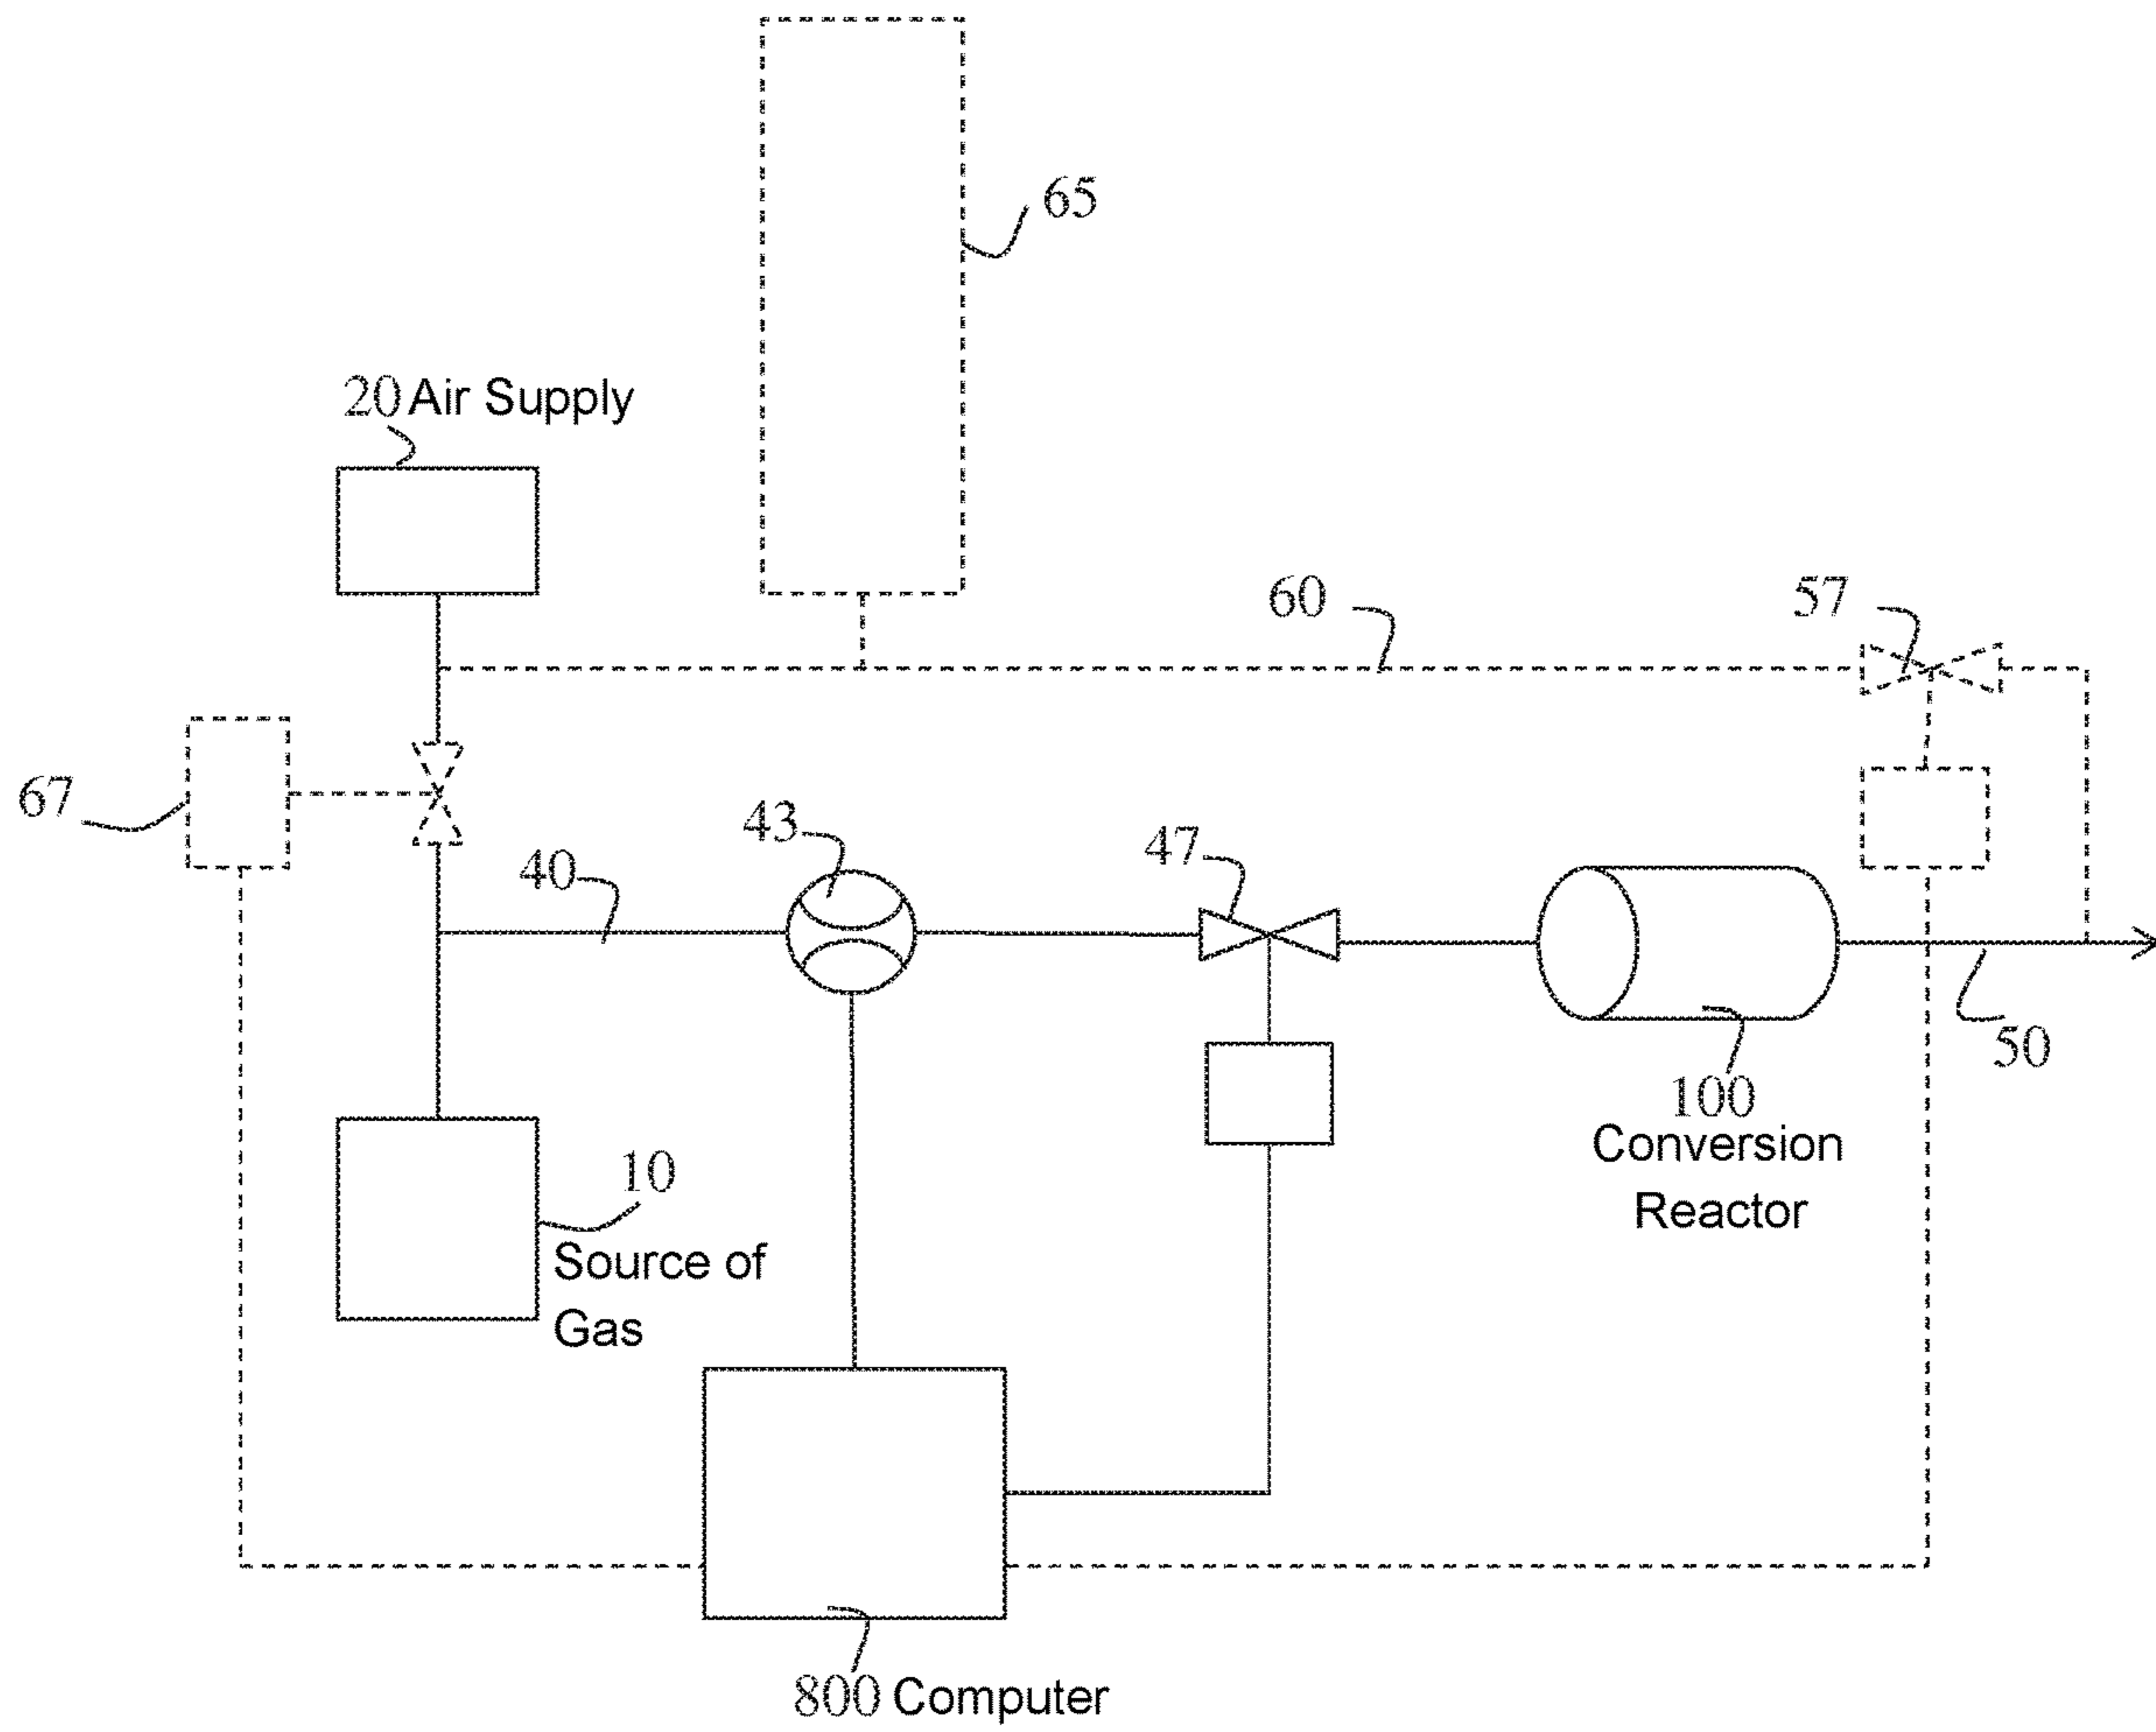 65
20 Air Supply
60
57
67
43
47
40
50
100
Conversion
Reactor
10
Source of
Gas
800 Computer